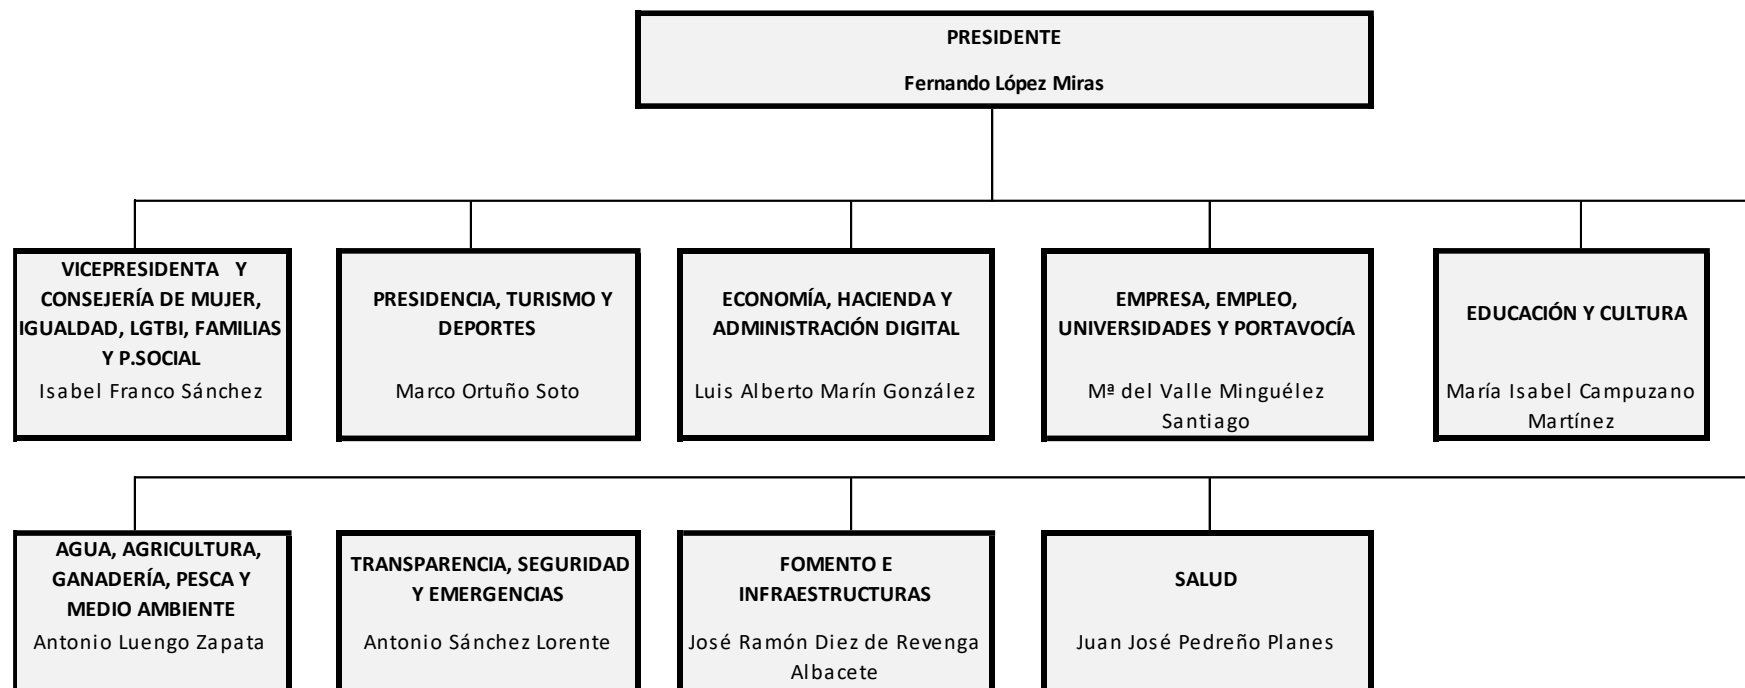 PRESIDENTE
Fernando López Miras
VICEPRESIDENTA Y
CONSEJERÍA DE MUJER,
IGUALDAD, LGTBI, FAMILIAS
Y P.SOCIAL
Isabel Franco Sánchez
PRESIDENCIA, TURISMO Y
DEPORTES
Marco Ortuño Soto
ECONOMÍA, HACIENDA Y
ADMINISTRACIÓN DIGITAL
Luis Alberto Marín González
EMPRESA, EMPLEO,
UNIVERSIDADES Y PORTAVOCÍA
Mª del Valle Minguélez
Santiago
EDUCACIÓN Y CULTURA
María Isabel Campuzano
Martínez
AGUA, AGRICULTURA,
GANADERÍA, PESCA Y
MEDIO AMBIENTE
Antonio Luengo Zapata
TRANSPARENCIA, SEGURIDAD
Y EMERGENCIAS
Antonio Sánchez Lorente
FOMENTO E
INFRAESTRUCTURAS
José Ramón Diez de Revenga
Albacete
SALUD
Juan José Pedreño Planes